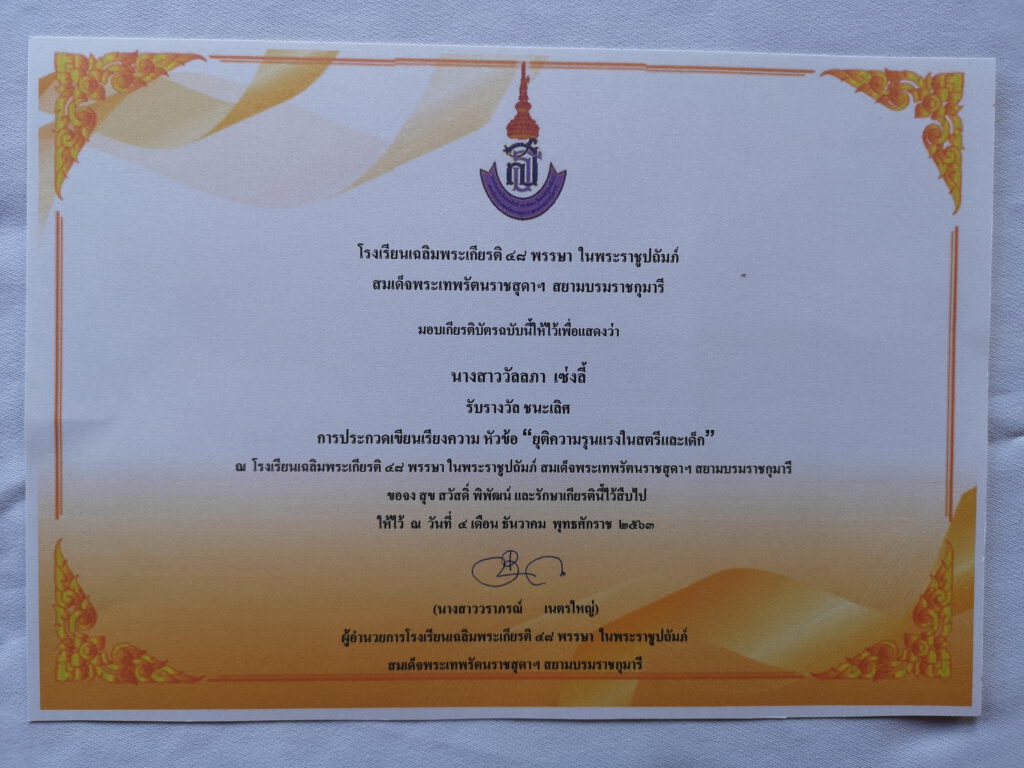 โรงเรียนเฉลิมพระเกียรติ ๔๘ พรรษา ในพระราชูปถัมภ์
สมเด็จพระเทพรัตนราชสุดาฯ สยามบรมราชกุมารี
มอบเกียรติบัตรฉบับนี้ให้ไว้เพื่อแสดงว่า
นางสาววัลลภา เซ่งลี้
รับรางวัล ชนะเลิศ
การประกวดเขียนเรียงความ หัวข้อ “ยุติความรุนแรงในสตรีและเด็ก”
ณ โรงเรียนเฉลิมพระเกียรติ ๔๘ พรรษา ในพระราชูปถัมภ์ สมเด็จพระเทพรัตนราชสุดาฯ สยามบรมราชกุมารี
ขอจง สุข สวัสดิ์ พิพัฒน์ และรักษาเกียรตินี้ไว้สืบไป
ให้ไว้ ณ วันที่ ๔ เดือน ธันวาคม พุทธศักราช ๒๕๖๓
(นางสาววราภรณ์ เนตรใหญ่)
ผู้อำนวยการโรงเรียนเฉลิมพระเกียรติ ๔๘ พรรษา ในพระราชูปถัมภ์
สมเด็จพระเทพรัตนราชสุดาฯ สยามบรมราชกุมารี